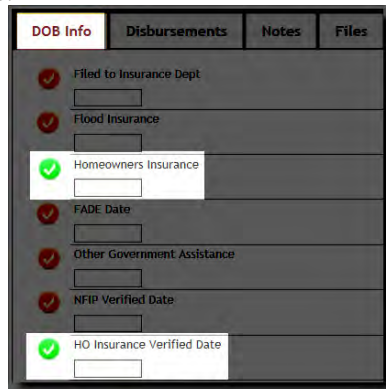 DOB Info Disbursements Notes Files
Filed to Insurance Dept
Flood Insurance
Homeowners Insurance
FADE Date
Other Government Assistance
NFIP Verified Date
HO Insurance Verified Date